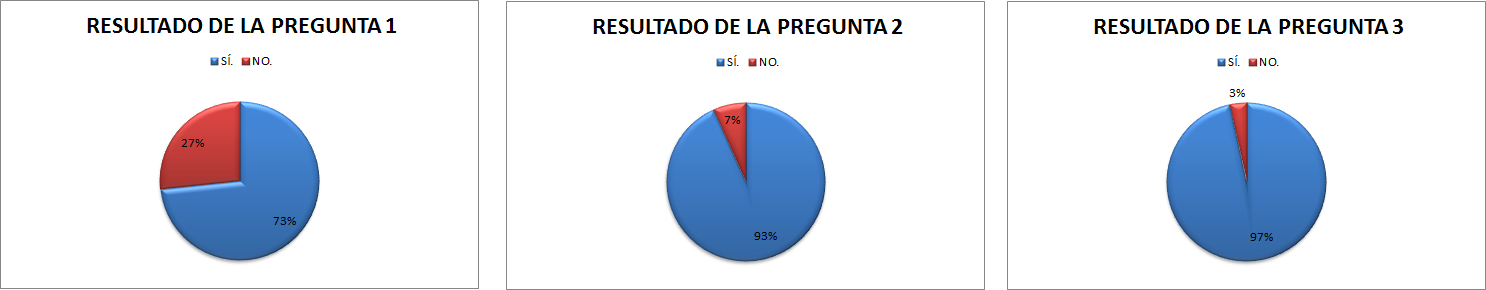 RESULTADO DE LA PREGUNTA 1
SÍ. NO.
27%
73%
RESULTADO DE LA PREGUNTA 2
SÍ. NO.
7%
93%
RESULTADO DE LA PREGUNTA 3
SÍ. NO.
3%
97%